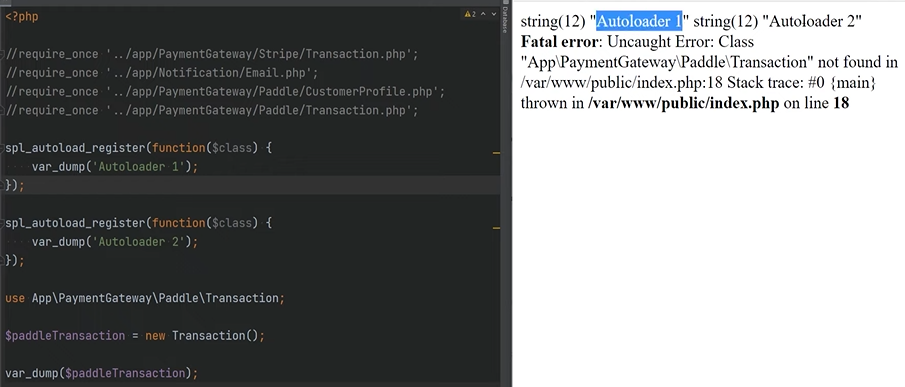 <?php
//require_once '../app/PaymentGateway/Stripe/Transaction.php';
//require_once '../app/Notification/Email.php';
//require_once '../app/PaymentGateway/Paddle/CustomerProfile.php';
//require_once '../app/PaymentGateway/Paddle/Transaction.php';
spl_autoload_register(function($class) {
var_dump('Autoloader 1');
});
spl_autoload_register(function($class) {
var_dump('Autoloader 2');
});
use App\PaymentGateway\Paddle\Transaction;
$paddleTransaction = new Transaction();
var_dump($paddleTransaction);
2
Database
string(12) "Autoloader 1" string(12) "Autoloader 2"
Fatal error: Uncaught Error: Class
"App\PaymentGateway\Paddle\Transaction" not found in
/var/www/public/index.php:18 Stack trace: #0 {main}
thrown in /var/www/public/index.php on line 18